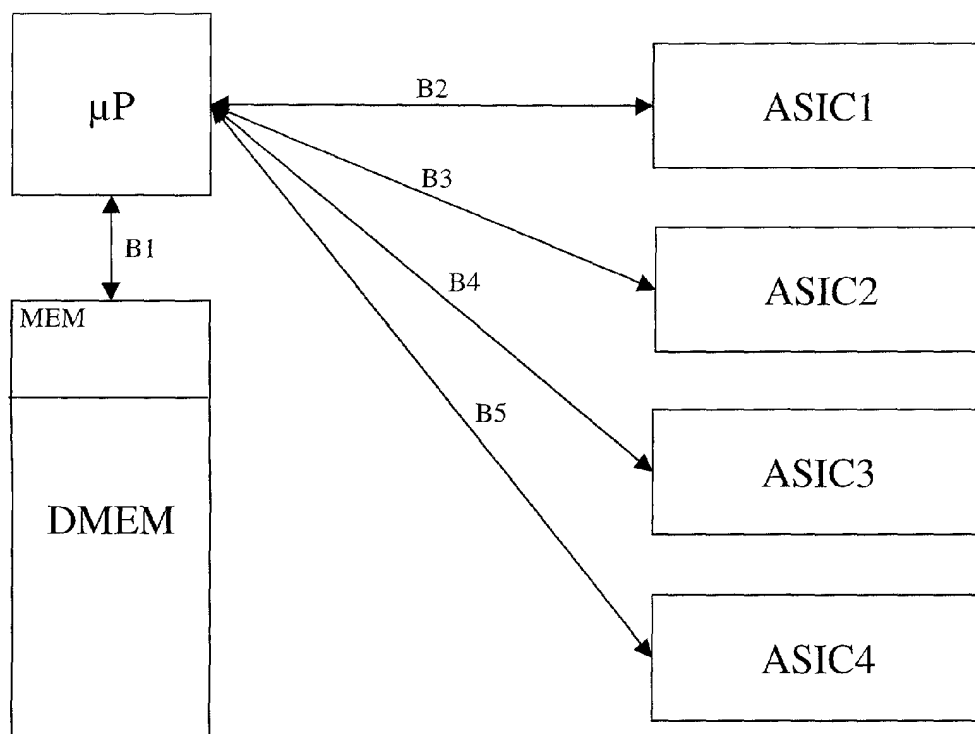 μP
B2
ASIC1
B3
B1
ASIC2
B4
MEM
B5
ASIC3
DMEM
ASIC4